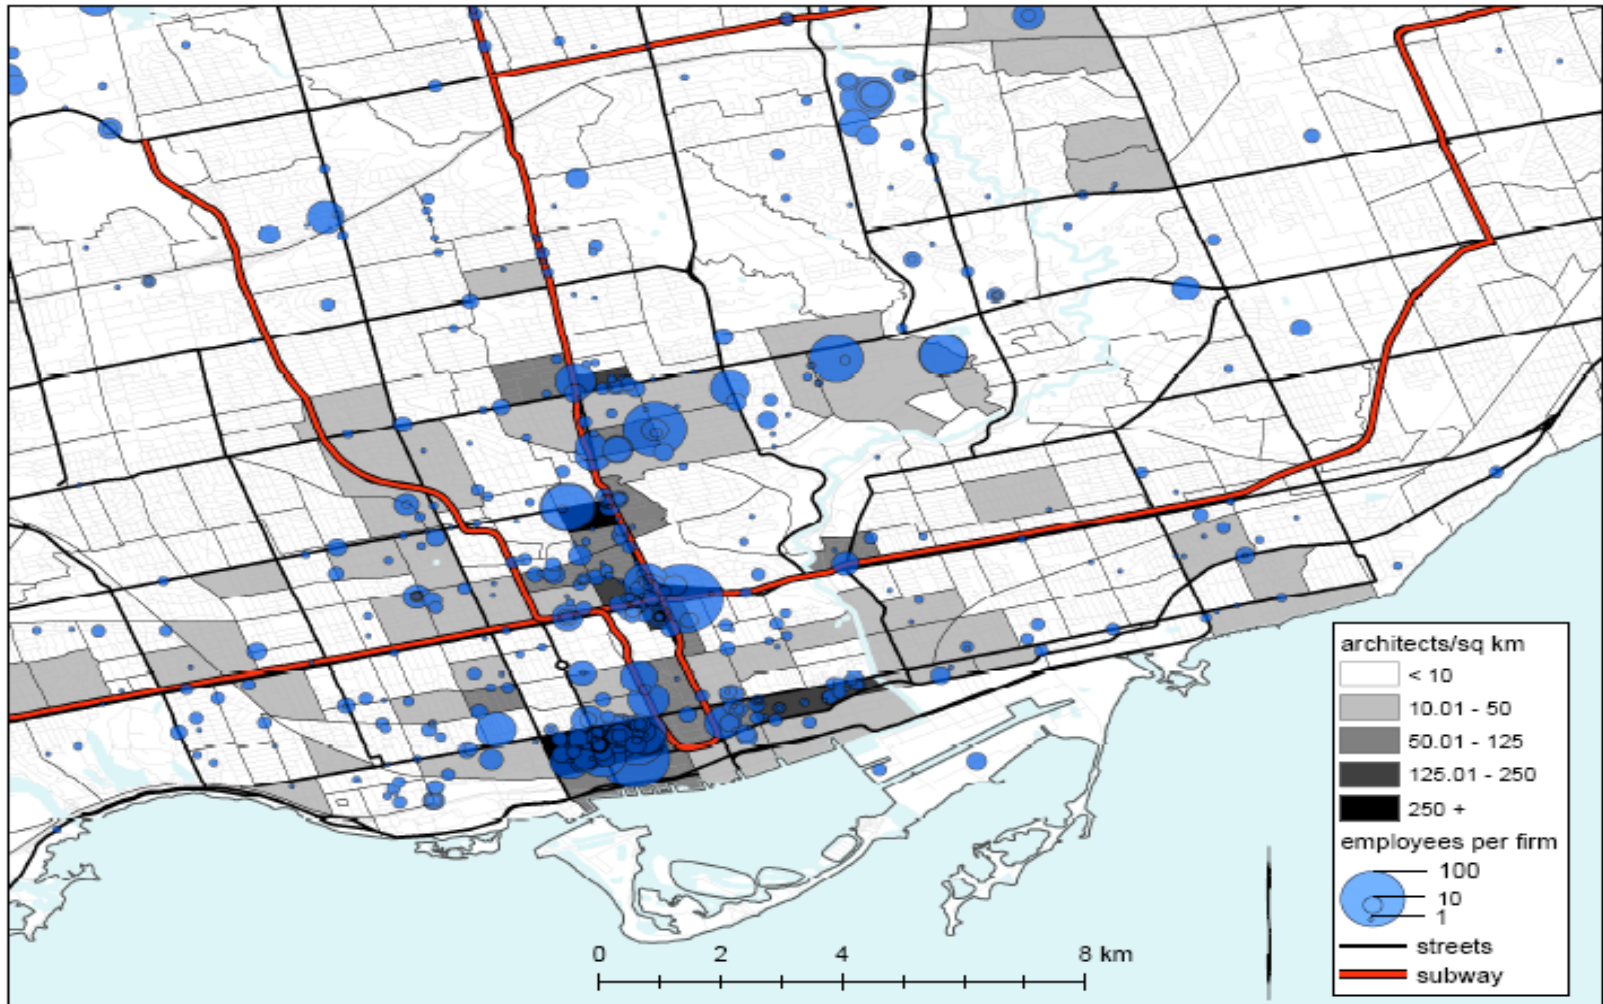 architects/sq km
< 10
10.01 - 50
50.01 - 125
125.01 - 250
250 +
employees per firm
100
10
1
streets
subway
0 2 4 8 km